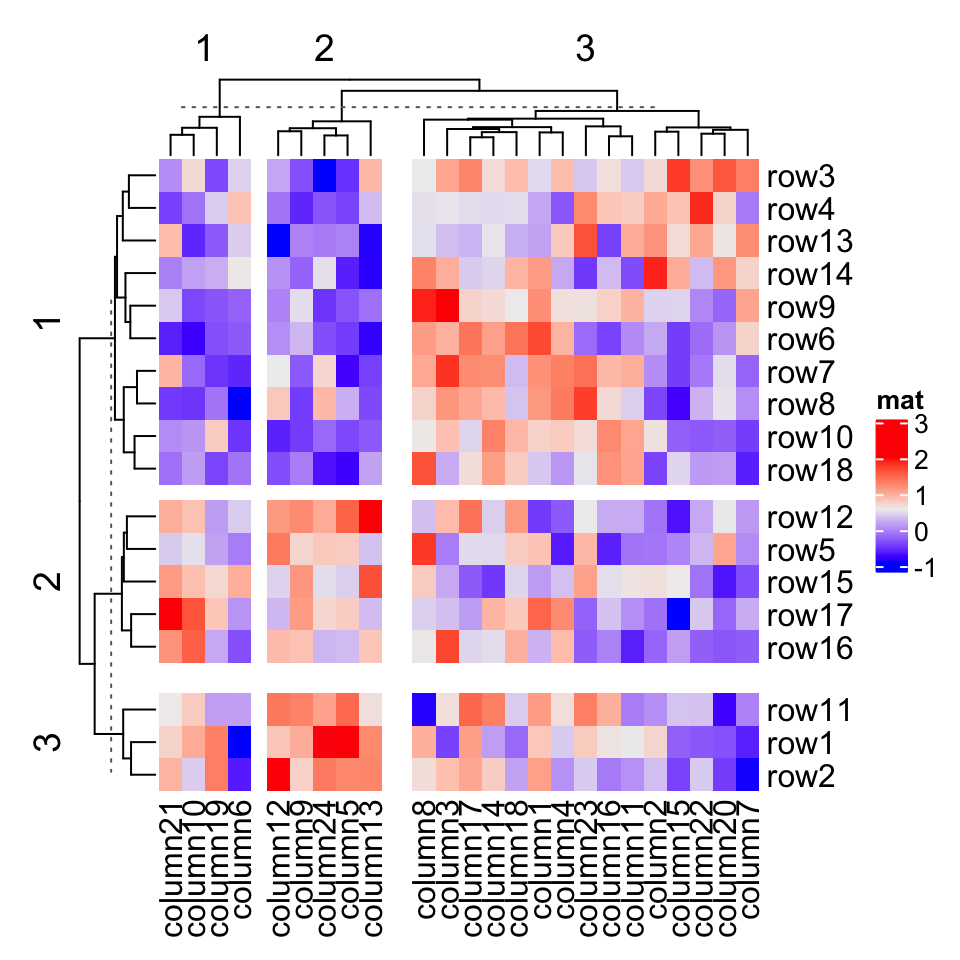 1 2 3
row3
row4
row13
row14
row9
1
row6
row7
row8
row10
row18
row12
row5
2
row15
row17
row16
row11
3
row1
row2
column21
column10
column19
column6
column12
column9
column24
column5
column13
column8
column3
column17
column14
column18
column1
column4
column23
column16
column11
column2
column15
column22
column20
column7
mat
3
2
1
0
-1